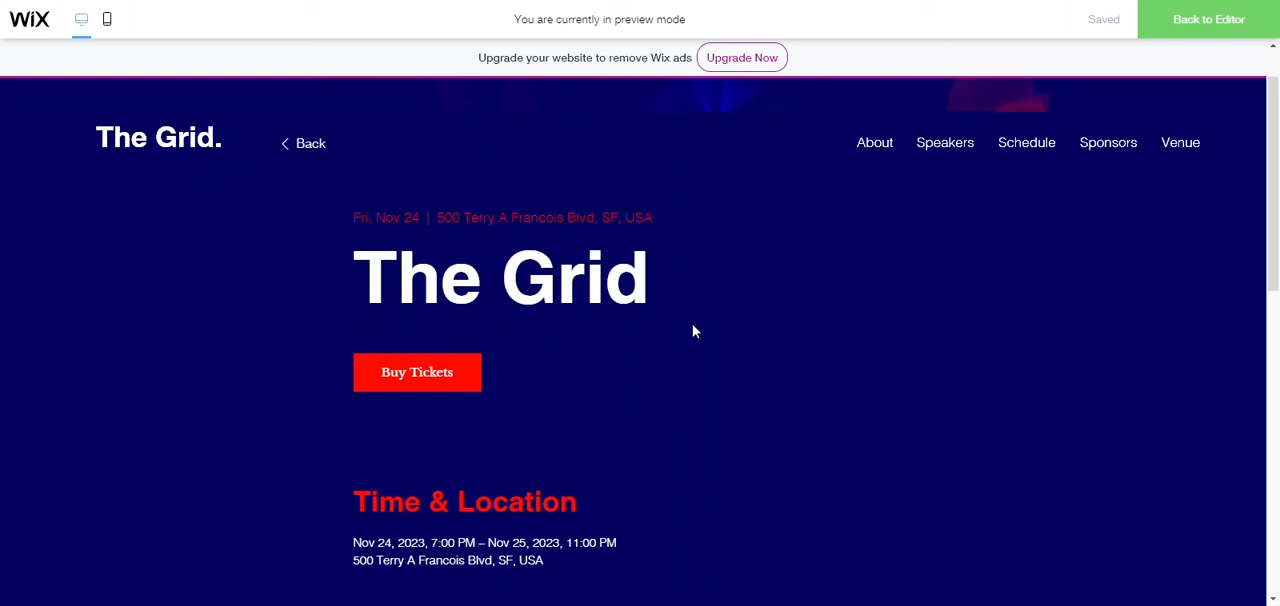 WiX
You are currently in preview mode
Saved
Back to Editor
Upgrade your website to remove Wix ads
Upgrade Now
The Grid.
Back
About
Speakers
Schedule
Sponsors
Venue
Fri, Nov 24 | 500 Terry A Francois Blvd, SF, USA
The Grid
Buy Tickets
Time & Location
Nov 24, 2023, 7:00 PM – Nov 25, 2023, 11:00 PM
500 Terry A Francois Blvd, SF, USA